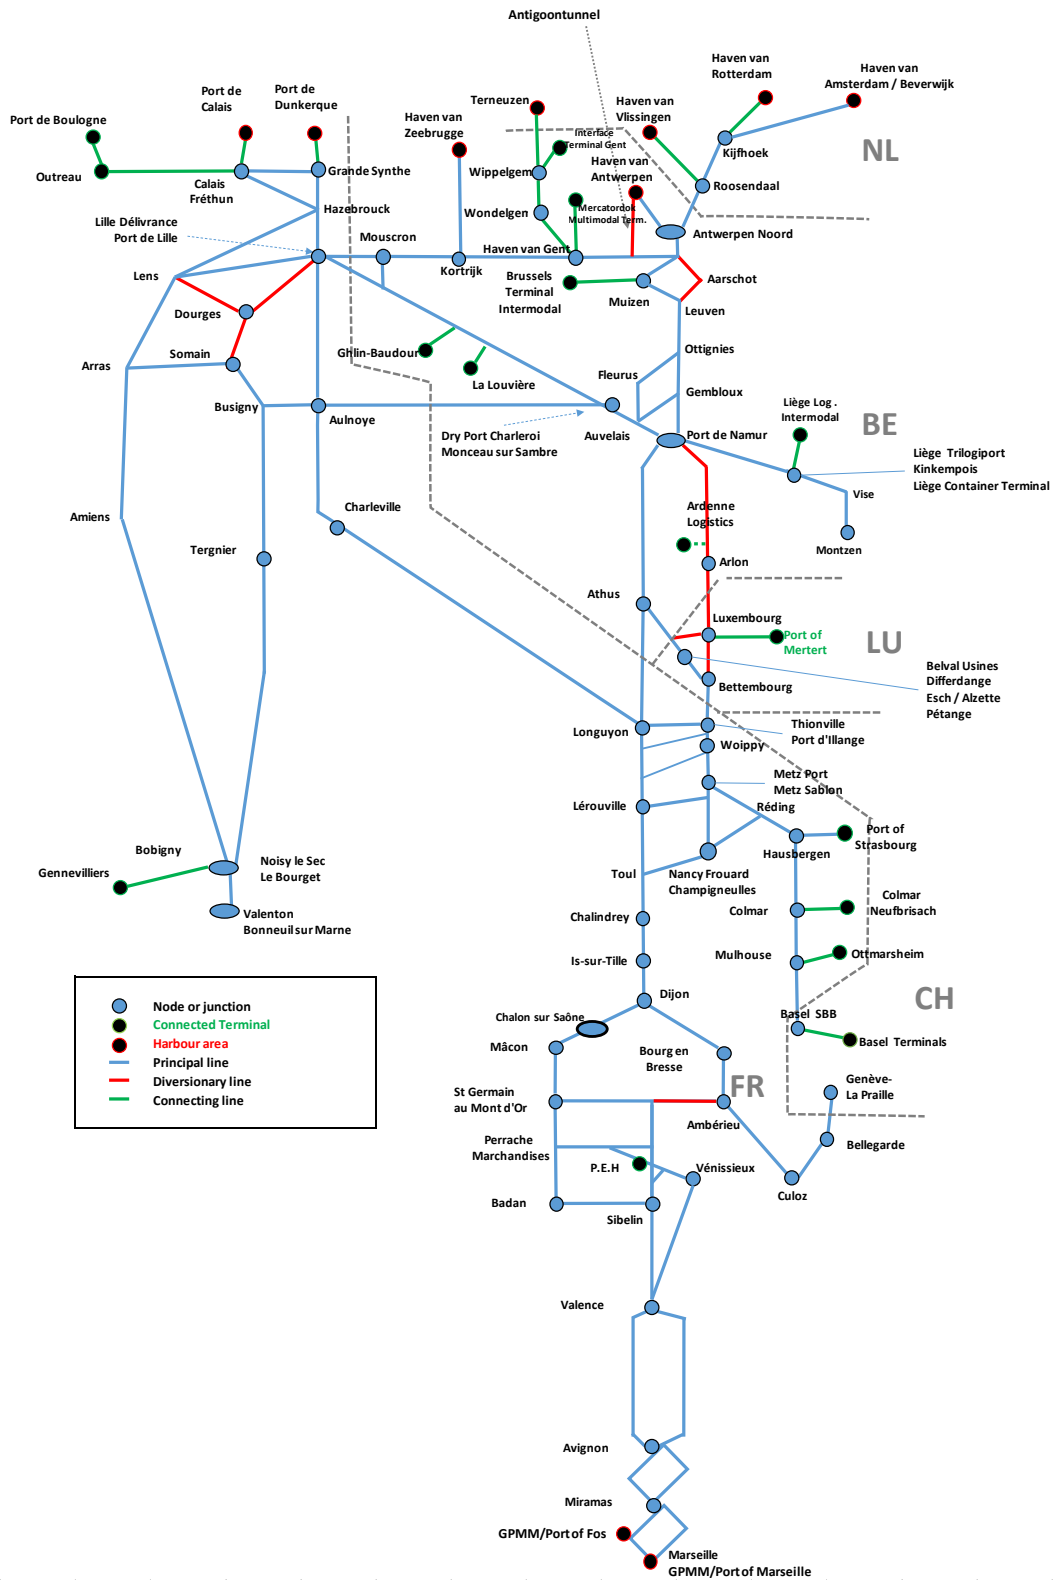 Antigoontunnel
Haven van
Rotterdam
Haven van
Amsterdam / Beverwijk
Port de
Calais
Port de
Dunkerque
Terneuzen
Haven van
Vlissingen
Port de Boulogne
Haven van
Zeebrugge
Interface
Terminal Gent
Kijfhoek
NL
Outreau
Calais
Fréthun
Grande Synthe
Wippelgem
Haven van
Antwerpen
Roosendaal
Hazebrouck
Wondelgem
Mercatordok
Multimodal Term.
Lille Délivrance
Port de Lille
Mouscron
Antwerpen Noord
Haven van Gent
Kortrijk
Lens
Brussels
Terminal
Intermodal
Aarschot
Muizen
Leuven
Dourges
Ottignies
Somain
Arras
Ghlin-Baudour
La Louvière
Fleurus
Gembloux
Liège Log .
Intermodal
Busigny
Aulnoye
BE
Dry Port Charleroi
Monceau sur Sambre
Auvelais
Port de Namur
Liège Trilogiport
Kinkempois
Liège Container Terminal
Vise
Amiens
Charleville
Ardenne
Logistics
Montzen
Tergnier
Arlon
Athus
Luxembourg
Port of
Mertert
LU
Belval Usines
Differdange
Esch / Alzette
Pétange
Bettembourg
Longuyon
Thionville
Port d'Illange
Woippy
Metz Port
Metz Sablon
Lérouville
Réding
Port of
Strasbourg
Hausbergen
Bobigny
Gennevilliers
Noisy le Sec
Le Bourget
Toul
Nancy Frouard
Champigneulles
Valenton
Bonneuil sur Marne
Chalindrey
Colmar
Colmar
Neufbrisach
Is-sur-Tille
Mulhouse
Ottmarsheim
Dijon
CH
Chalon sur Saône
Basel SBB
Basel Terminals
Node or junction
Connected Terminal
Harbour area
Principal line
Diversionary line
Connecting line
Mâcon
Bourg en
Bresse
FR
Genève-
La Praille
St Germain
au Mont d'Or
Ambérieu
Perrache
Marchandises
Bellegarde
P.E.H
Vénissieux
Culoz
Badan
Sibelin
Valence
Avignon
Miramas
GPMM/Port of Fos
Marseille
GPMM/Port of Marseille